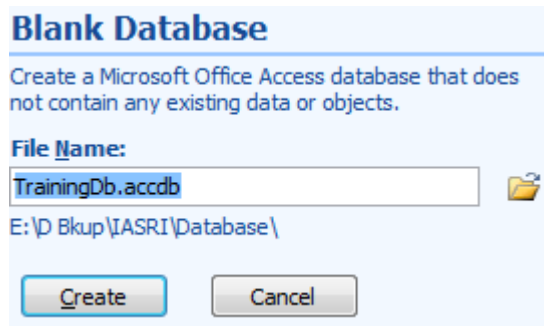 Blank Database
Create a Microsoft Office Access database that does
not contain any existing data or objects.
File Name:
TrainingDb.accdb
E:\D Bkup\IASRI\Database\
Create Cancel